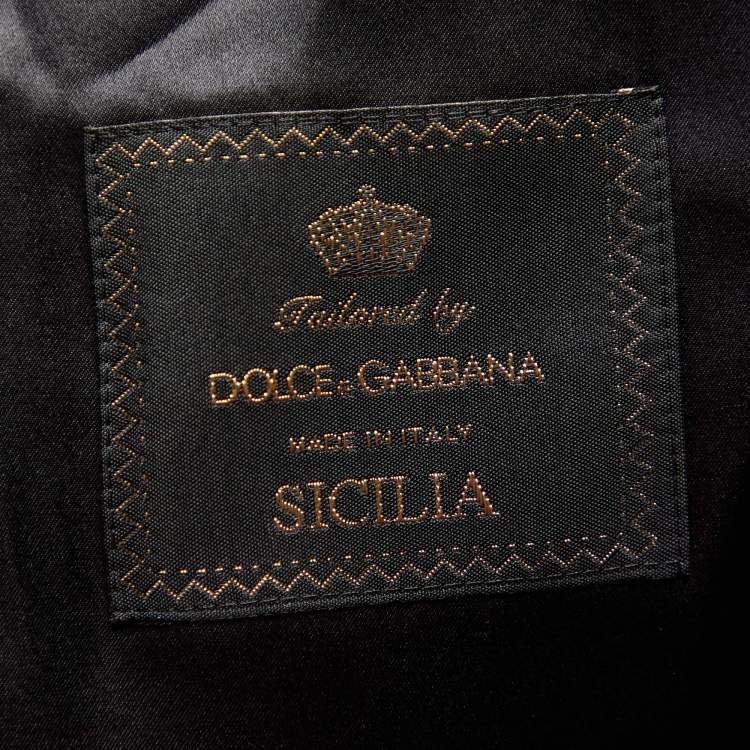 Tailored by
DOLCE & GABBANA
MADE IN ITALY
SICILIA